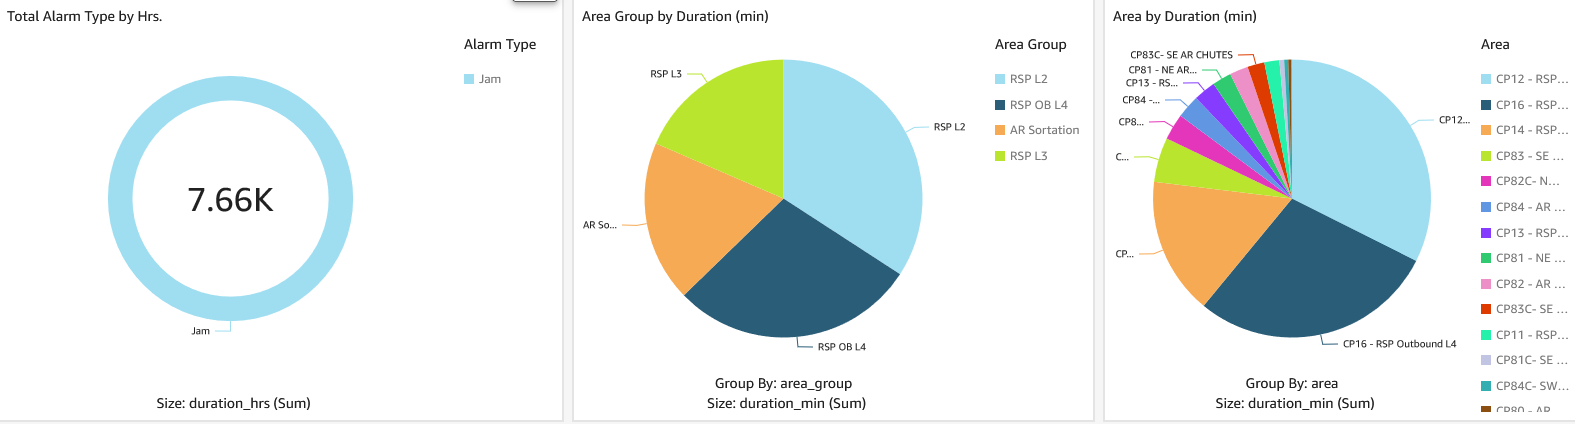 Total Alarm Type by Hrs.
Alarm Type
Jam
7.66K
Jam
Size: duration_hrs (Sum)
Area Group by Duration (min)
Area Group
RSP L2
RSP OB L4
AR Sortation
RSP L3
RSP L3
RSP L2
AR So...
RSP OB L4
Group By: area_group
Size: duration_min (Sum)
Area by Duration (min)
Area
CP12 - RSP...
CP16 - RSP...
CP14 - RSP...
CP83 - SE ...
CP82C- N...
CP84 - AR ...
CP13 - RSP...
CP81 - NE ...
CP82 - AR ...
CP83C- SE ...
CP11 - RSP...
CP81C- SE ...
CP84C- SW...
CP80 - AR
CP83C- SE AR CHUTES
CP81 - NE AR...
CP13 - RS...
CP84 -...
CP8...
C...
CP...
CP12...
CP16 - RSP Outbound L4
Group By: area
Size: duration_min (Sum)